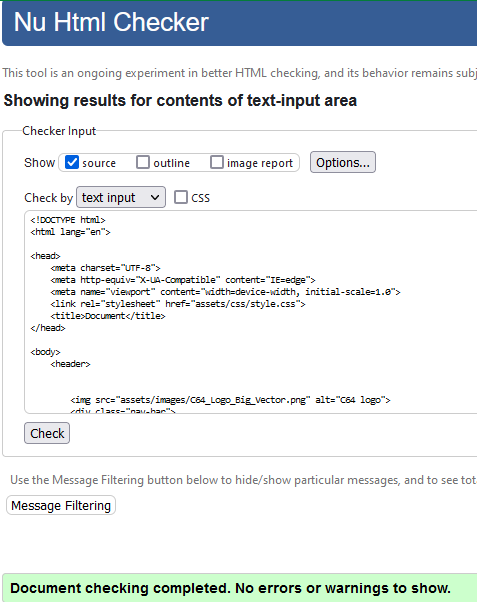 Nu Html Checker
This tool is an ongoing experiment in better HTML checking, and its behavior remains
Showing results for contents of text-input area
Checker Input
Show source outline image report Options...
Check by text input CSS
<!DOCTYPE html>
<html lang="en">
<head>
<meta charset="UTF-8">
<meta http-equiv="X-UA-Compatible" content="IE=edge">
<meta name="viewport" content="width=device-width, initial-scale=1.0">
<link rel="stylesheet" href="assets/css/style.css">
<title>Document</title>
</head>
<body>
<header>
<img src="assets/images/C64_Logo_Big_Vector.png" alt="C64 logo">
<div class="nav-bar">
Check
Use the Message Filtering button below to hide/show particular messages, and to see
Message Filtering
Document checking completed. No errors or warnings to show.